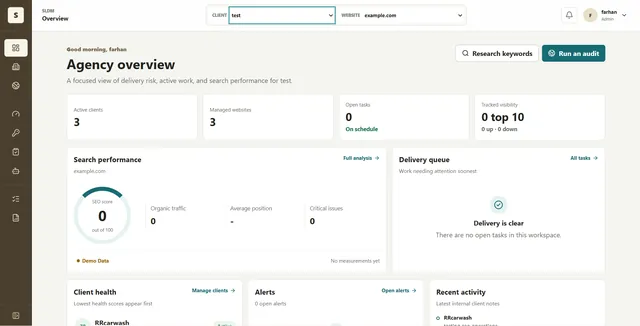 S
SLONE
Overview
CLIENT test
WEBSITE example.com
F
farhan
Admin
Good morning, farhan
Agency overview
A focused view of delivery risk, active work, and search performance for test.
Research keywords
Run an audit
Active clients
3
Managed websites
3
Open tasks
0
On schedule
Tracked visibility
0 top 10
0 up · 0 down
Search performance
Full analysis →
example.com
SEO score
0
out of 100
Organic traffic
0
Average position
-
Critical issues
0
Demo Data
No measurements yet
Delivery queue
All tasks →
Work needing attention soonest
Delivery is clear
There are no open tasks in this workspace.
Client health
Manage clients →
Lowest health scores appear first
RRcarwash
Alerts
Open alerts →
0 open alerts
Recent activity
Latest internal client notes
RRcarwash